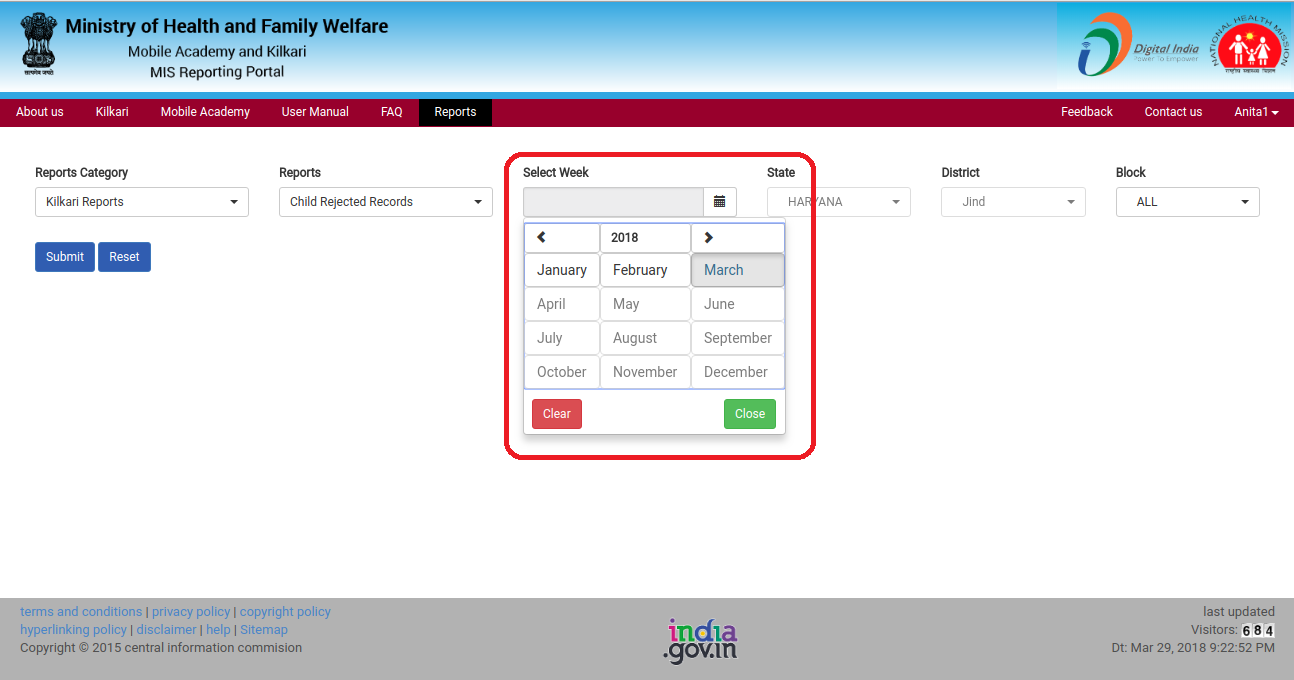 Ministry of Health and Family Welfare
Mobile Academy and Kilkari
MIS Reporting Portal
सत्यमेव जयते
Digital India
Power To Empower
NATIONAL HEALTH MISSION
राष्ट्रीय स्वास्थ्य मिशन
About us Kilkari Mobile Academy User Manual FAQ Reports Feedback Contact us Anita1
Reports Category Reports Select Week State District Block
Kilkari Reports Child Rejected Records HARYANA Jind ALL
Submit Reset
2018
January February March
April May June
July August September
October November December
Clear Close
terms and conditions | privacy policy | copyright policy
hyperlinking policy | disclaimer | help | Sitemap
Copyright © 2015 central information commision
india
.gov.in
last updated
Visitors: 684
Dt: Mar 29, 2018 9:22:52 PM